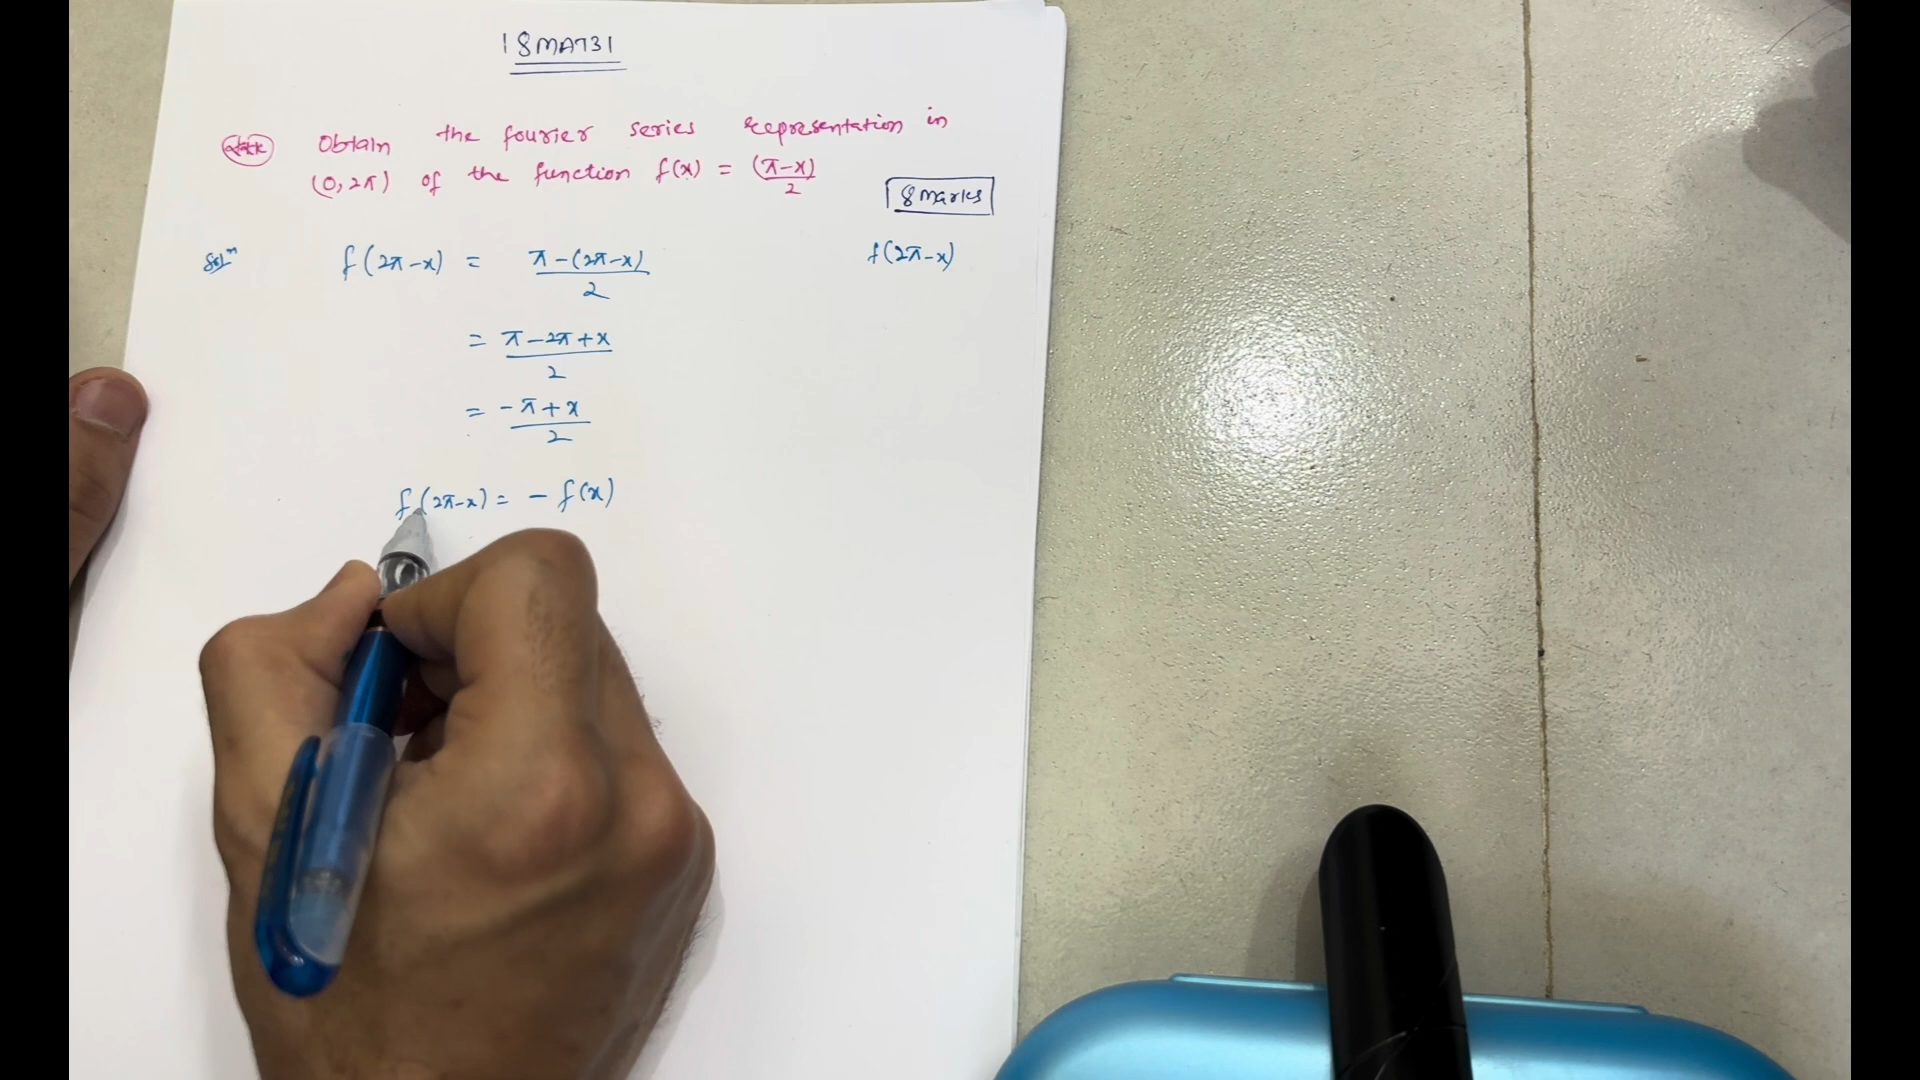 18MAT31
Obtain the fourier series representation in
(0, 2π) of the function f(x) = (π-x)/2
8 Marks
Solⁿ f(2π-x) = π-(2π-x)/2 f(2π-x)
= π-2π+x/2
= -π+x/2
f(2π-x) = - f(x)